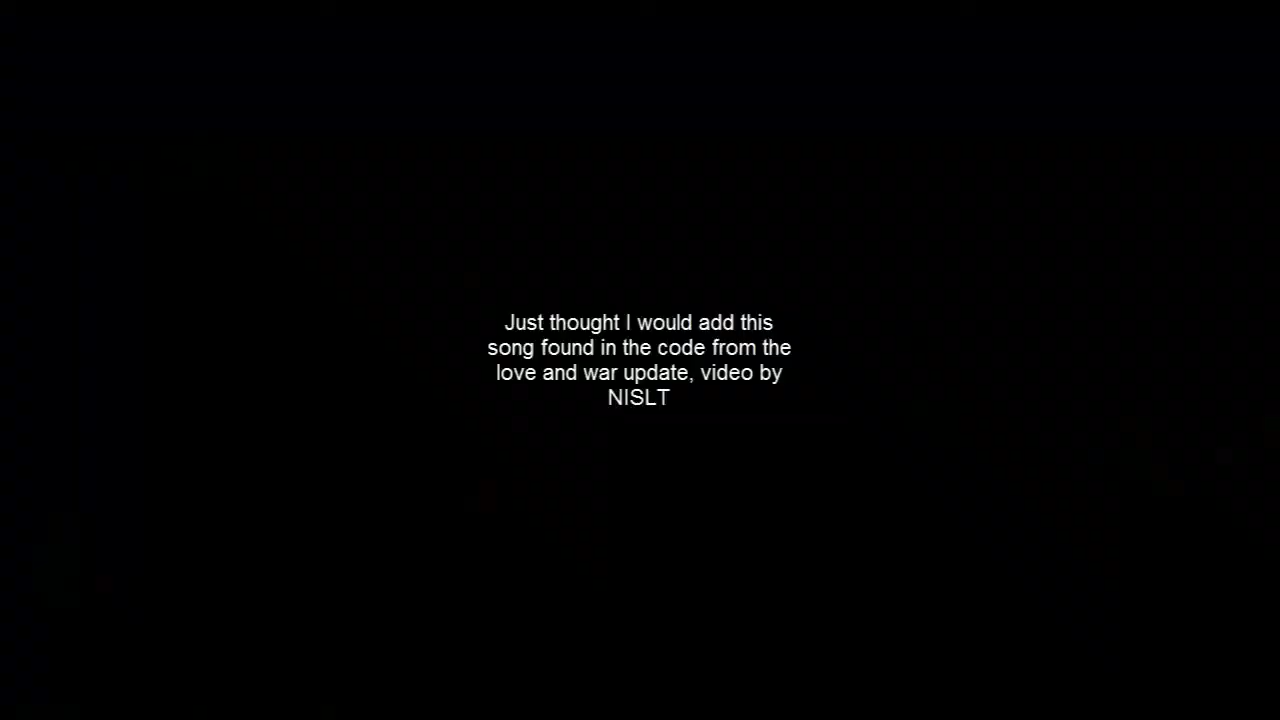 Just thought I would add this
song found in the code from the
love and war update, video by
NISLT